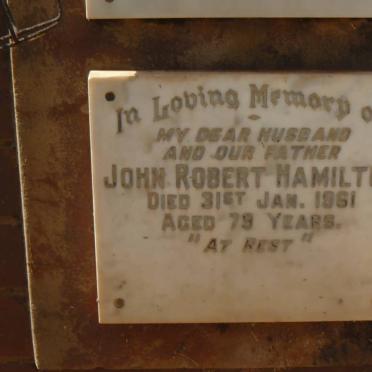 In Loving Memory o
MY DEAR HUSBAND
AND OUR FATHER
JOHN ROBERT HAMILT
DIED 31ST JAN. 1961
AGED 79 YEARS.
"AT REST"